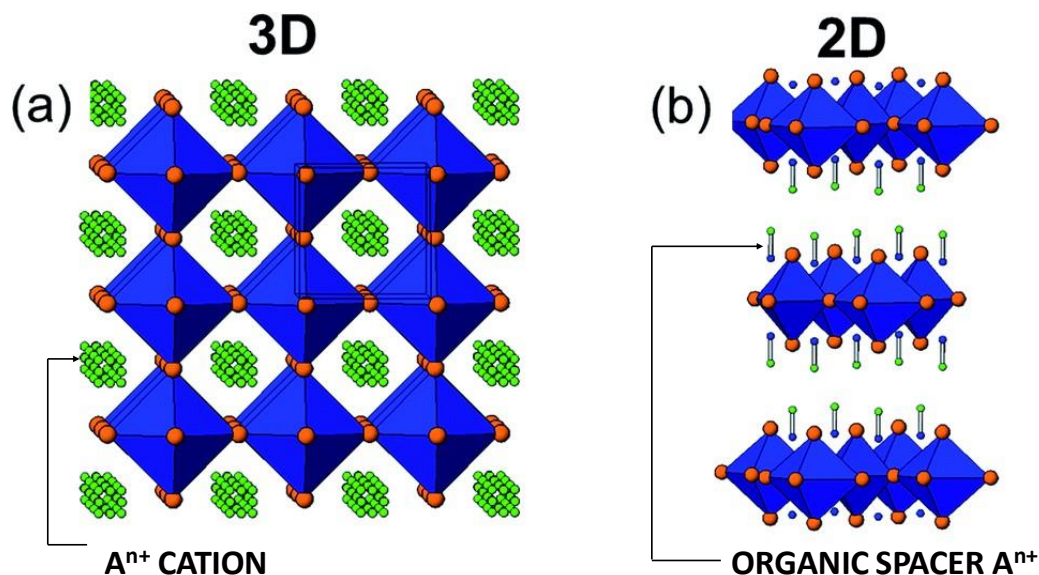 3D
2D
(a)
(b)
Aⁿ⁺ CATION
ORGANIC SPACER Aⁿ⁺